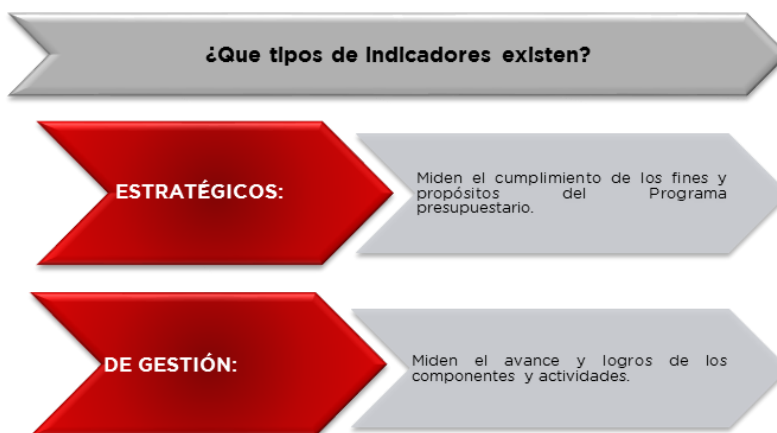 ¿Que tipos de indicadores existen?
ESTRATÉGICOS:
Miden el cumplimiento de los fines y
propósitos del Programa
presupuestario.
DE GESTIÓN:
Miden el avance y logros de los
componentes y actividades.